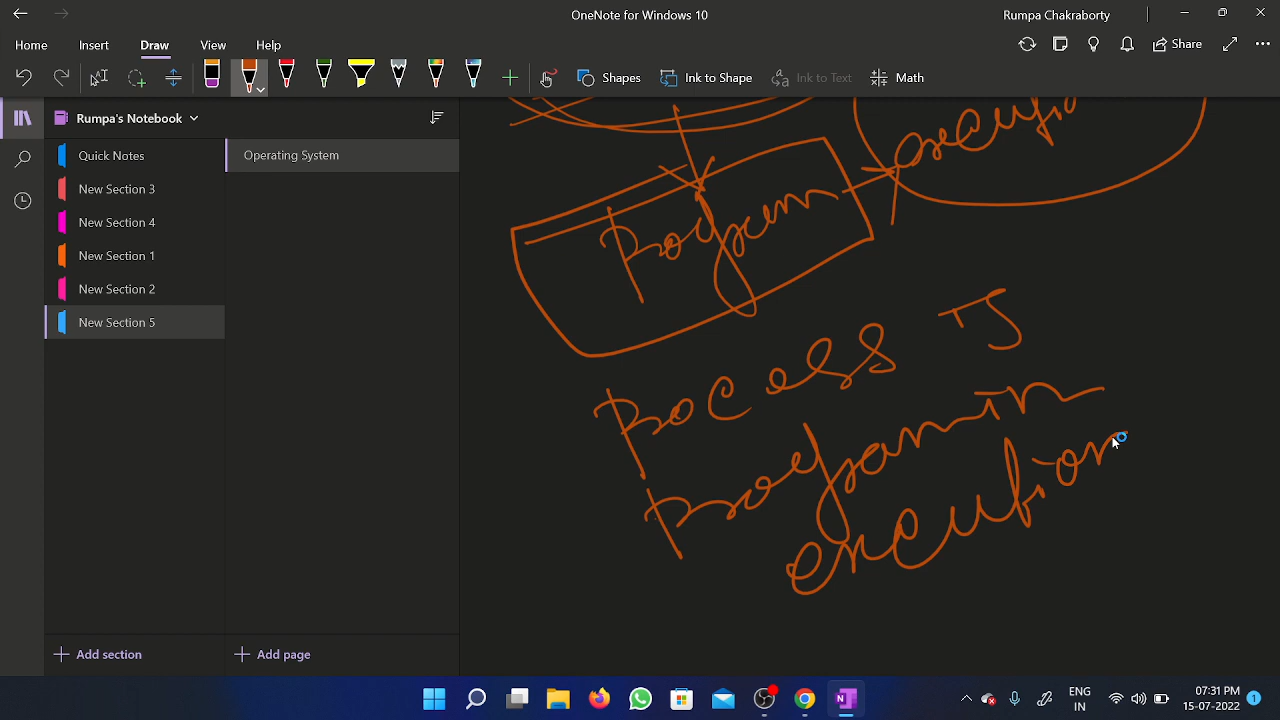 OneNote for Windows 10
Rumpa Chakraborty
Home Insert Draw View Help
Share
Shapes
Ink to Shape
Ink to Text
Math
Rumpa's Notebook
Quick Notes
New Section 3
New Section 4
New Section 1
New Section 2
New Section 5
Operating System
Program
Process is
Program in
execution
Add section
Add page
ENG
IN
07:31 PM
15-07-2022
1